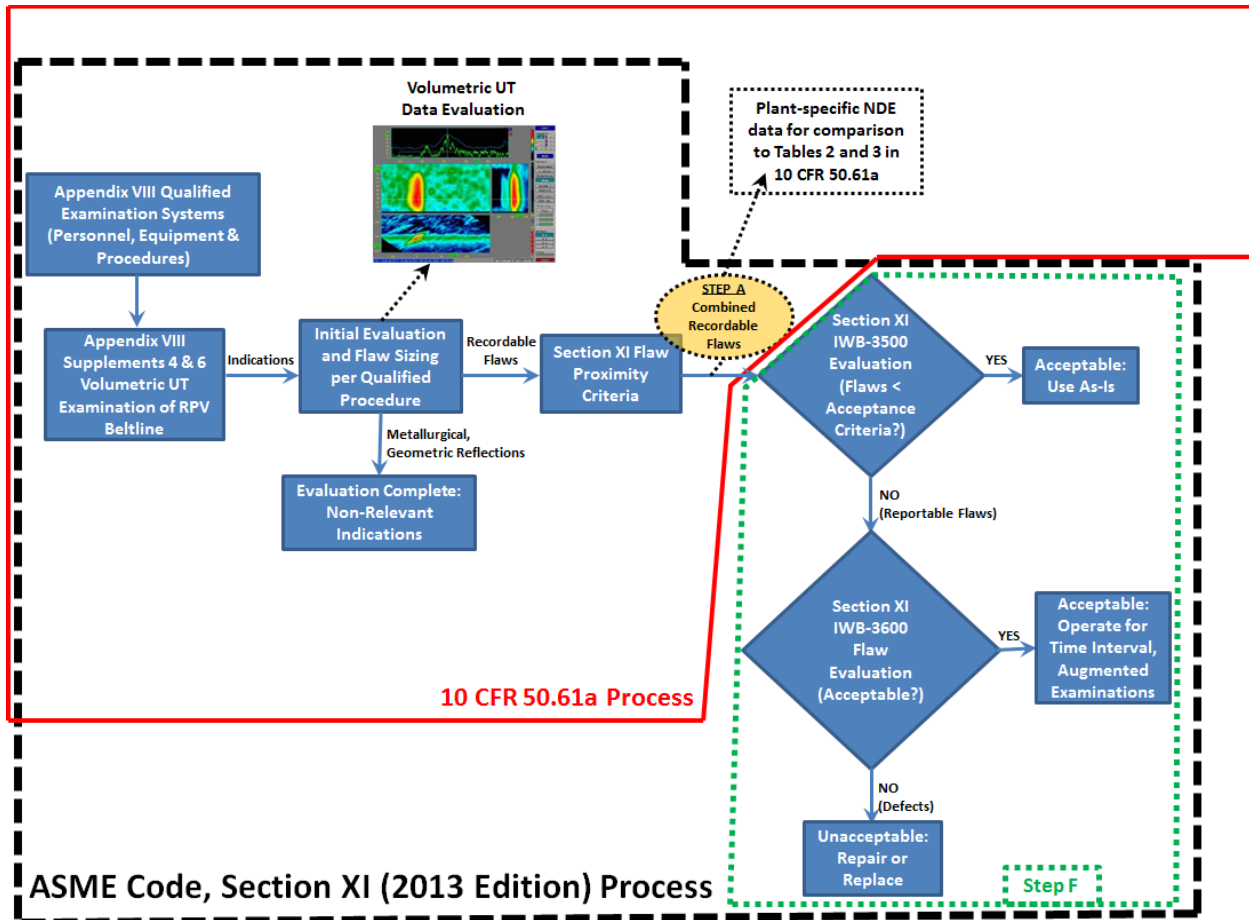 Volumetric UT
Data Evaluation
Plant-specific NDE
data for comparison
to Tables 2 and 3 in
10 CFR 50.61a
Appendix VIII Qualified
Examination Systems
(Personnel, Equipment &
Procedures)
Appendix VIII
Supplements 4 & 6
Volumetric UT
Examination of RPV
Beltline
Indications
Initial Evaluation
and Flaw Sizing
per Qualified
Procedure
Recordable
Flaws
Section XI Flaw
Proximity
Criteria
STEP A
Combined
Recordable
Flaws
Section XI
IWB-3500
Evaluation
(Flaws <
Acceptance
Criteria?)
YES
Acceptable:
Use As-Is
Metallurgical,
Geometric Reflections
Evaluation Complete:
Non-Relevant
Indications
NO
(Reportable Flaws)
Section XI
IWB-3600
Flaw
Evaluation
(Acceptable?)
YES
Acceptable:
Operate for
Time Interval,
Augmented
Examinations
10 CFR 50.61a Process
NO
(Defects)
Unacceptable:
Repair or
Replace
Step F
ASME Code, Section XI (2013 Edition) Process